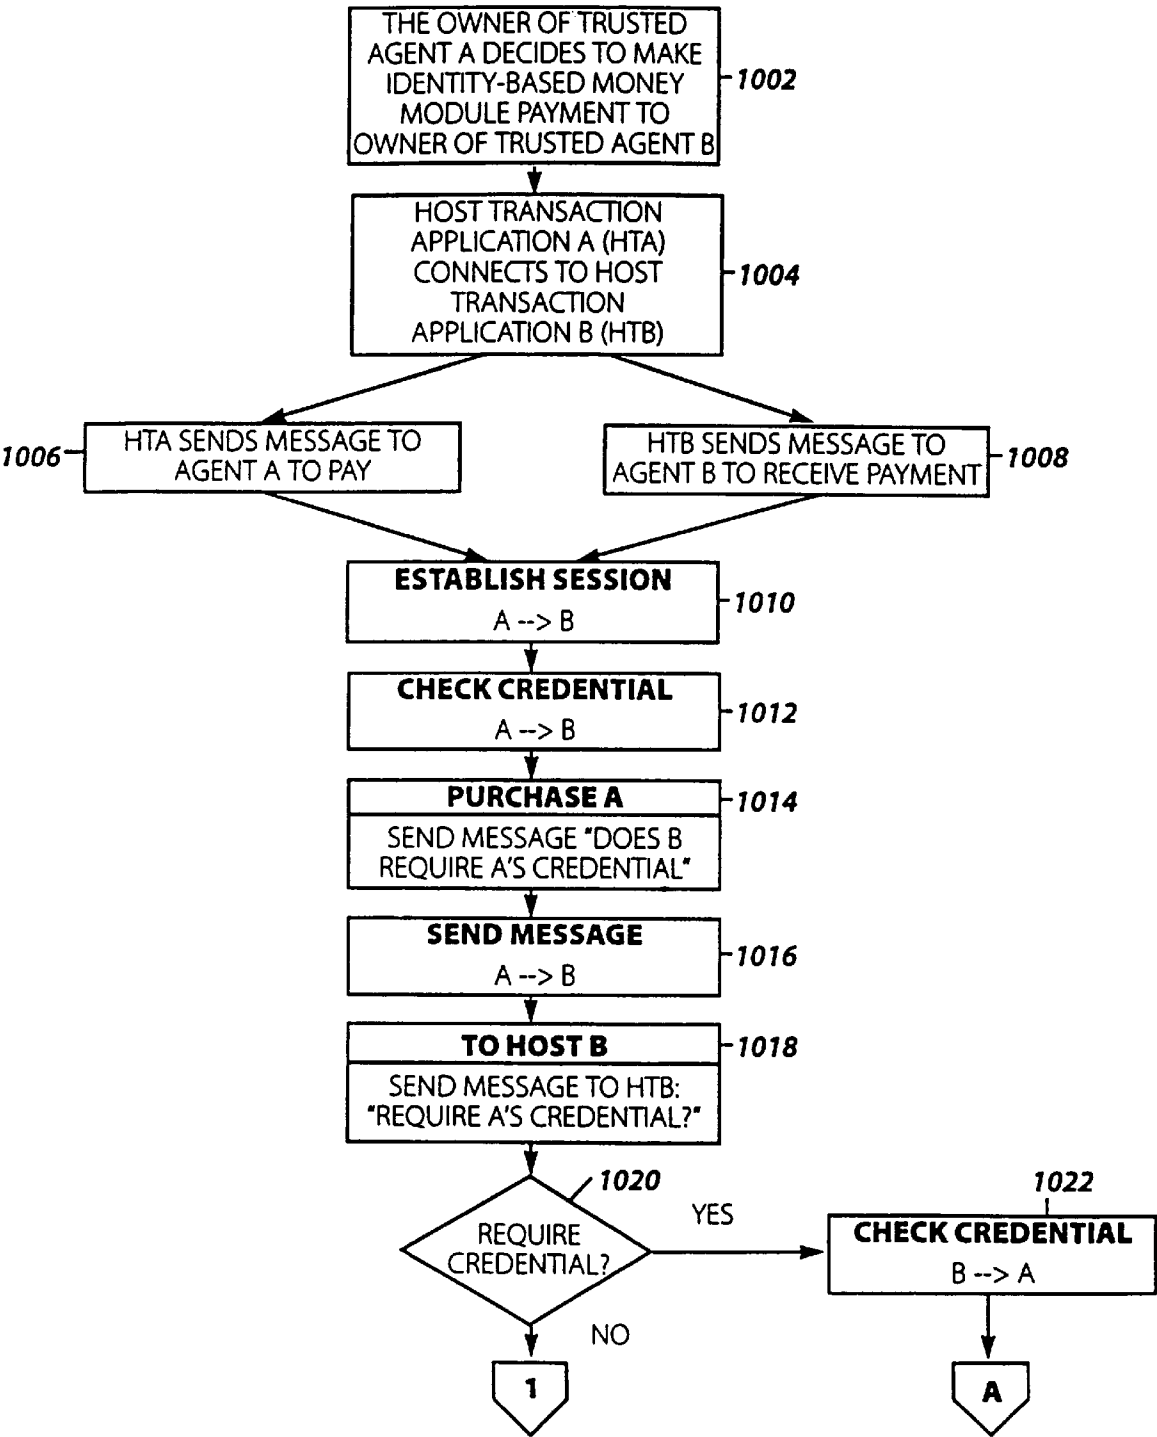 THE OWNER OF TRUSTED
AGENT A DECIDES TO MAKE
IDENTITY-BASED MONEY
MODULE PAYMENT TO
OWNER OF TRUSTED AGENT B
1002
HOST TRANSACTION
APPLICATION A (HTA)
CONNECTS TO HOST
TRANSACTION
APPLICATION B (HTB)
1004
1006
HTA SENDS MESSAGE TO
AGENT A TO PAY
HTB SENDS MESSAGE TO
AGENT B TO RECEIVE PAYMENT
1008
ESTABLISH SESSION
A --> B
1010
CHECK CREDENTIAL
A --> B
1012
PURCHASE A
1014
SEND MESSAGE "DOES B
REQUIRE A'S CREDENTIAL"
SEND MESSAGE
A --> B
1016
TO HOST B
1018
SEND MESSAGE TO HTB:
"REQUIRE A'S CREDENTIAL?"
1020
REQUIRE
CREDENTIAL?
YES
1022
CHECK CREDENTIAL
B --> A
NO
1
A